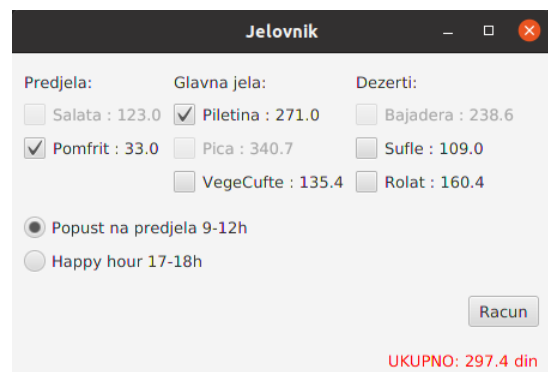 Jelovnik
Predjela: Glavna jela: Dezerti:
Salata : 123.0 Piletina : 271.0 Bajadera : 238.6
Pomfrit : 33.0 Pica : 340.7 Sufle : 109.0
VegeCufte : 135.4 Rolat : 160.4
Popust na predjela 9-12h
Happy hour 17-18h
Racun
UKUPNO: 297.4 din